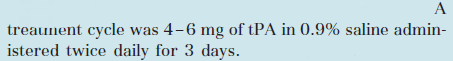 A
treatment cycle was 4–6 mg of tPA in 0.9% saline admin-
istered twice daily for 3 days.